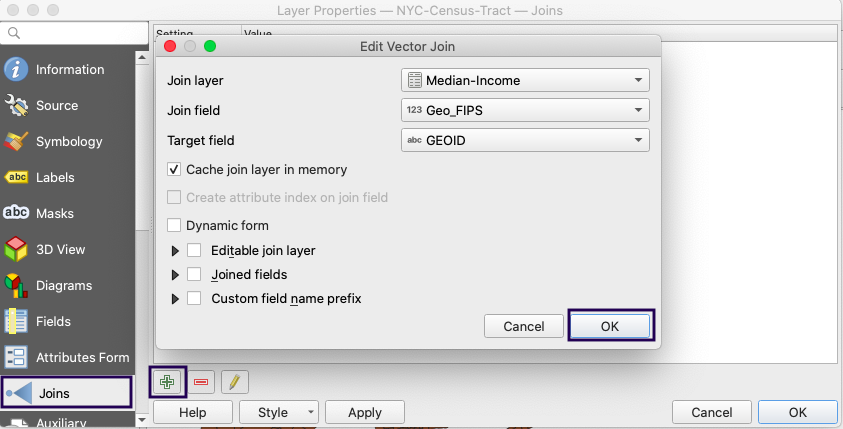 Layer Properties — NYC-Census-Tract — Joins
Setting Value
Edit Vector Join
Join layer Median-Income
Join field 123 Geo_FIPS
Target field abc GEOID
Cache join layer in memory
Create attribute index on join field
Dynamic form
Editable join layer
Joined fields
Custom field name prefix
Cancel OK
Information
Source
Symbology
abc Labels
abc Masks
3D View
Diagrams
Fields
Attributes Form
Joins
Auxiliary
Help Style Apply Cancel OK